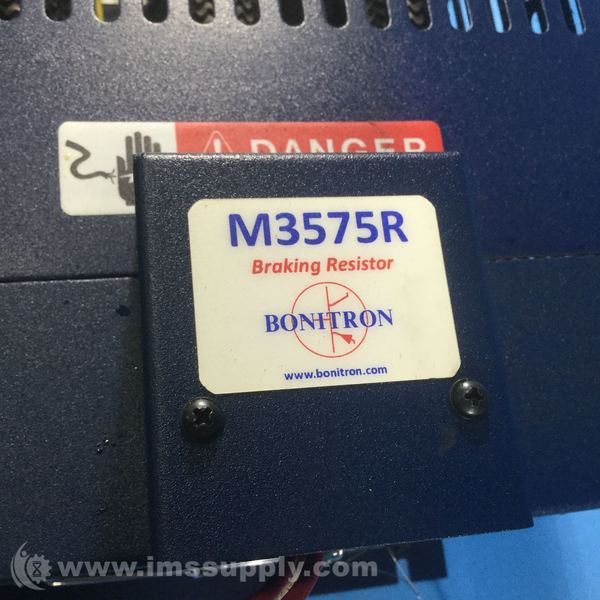 DANGER
M3575R
Braking Resistor
BONITRON
www.bonitron.com
www.imssupply.com